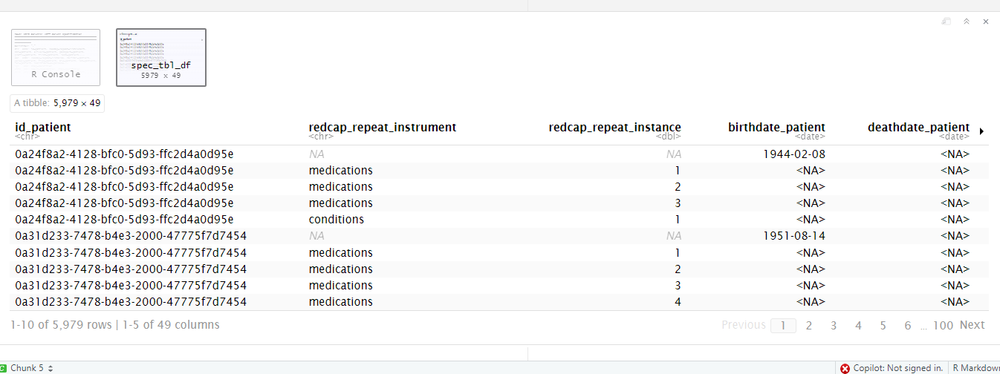 R Console
spec_tbl_df
5979 x 49
A tibble: 5,979 × 49
id_patient redcap_repeat_instrument redcap_repeat_instance birthdate_patient deathdate_patient
<chr> <chr> <dbl> <date> <date>
0a24f8a2-4128-bfc0-5d93-ffc2d4a0d95e NA NA 1944-02-08 <NA>
0a24f8a2-4128-bfc0-5d93-ffc2d4a0d95e medications 1 <NA> <NA>
0a24f8a2-4128-bfc0-5d93-ffc2d4a0d95e medications 2 <NA> <NA>
0a24f8a2-4128-bfc0-5d93-ffc2d4a0d95e medications 3 <NA> <NA>
0a24f8a2-4128-bfc0-5d93-ffc2d4a0d95e conditions 1 <NA> <NA>
0a31d233-7478-b4e3-2000-47775f7d7454 NA NA 1951-08-14 <NA>
0a31d233-7478-b4e3-2000-47775f7d7454 medications 1 <NA> <NA>
0a31d233-7478-b4e3-2000-47775f7d7454 medications 2 <NA> <NA>
0a31d233-7478-b4e3-2000-47775f7d7454 medications 3 <NA> <NA>
0a31d233-7478-b4e3-2000-47775f7d7454 medications 4 <NA> <NA>
1-10 of 5,979 rows | 1-5 of 49 columns Previous 1 2 3 4 5 6 ... 100 Next
C Chunk 5 Copilot: Not signed in. R Markdown